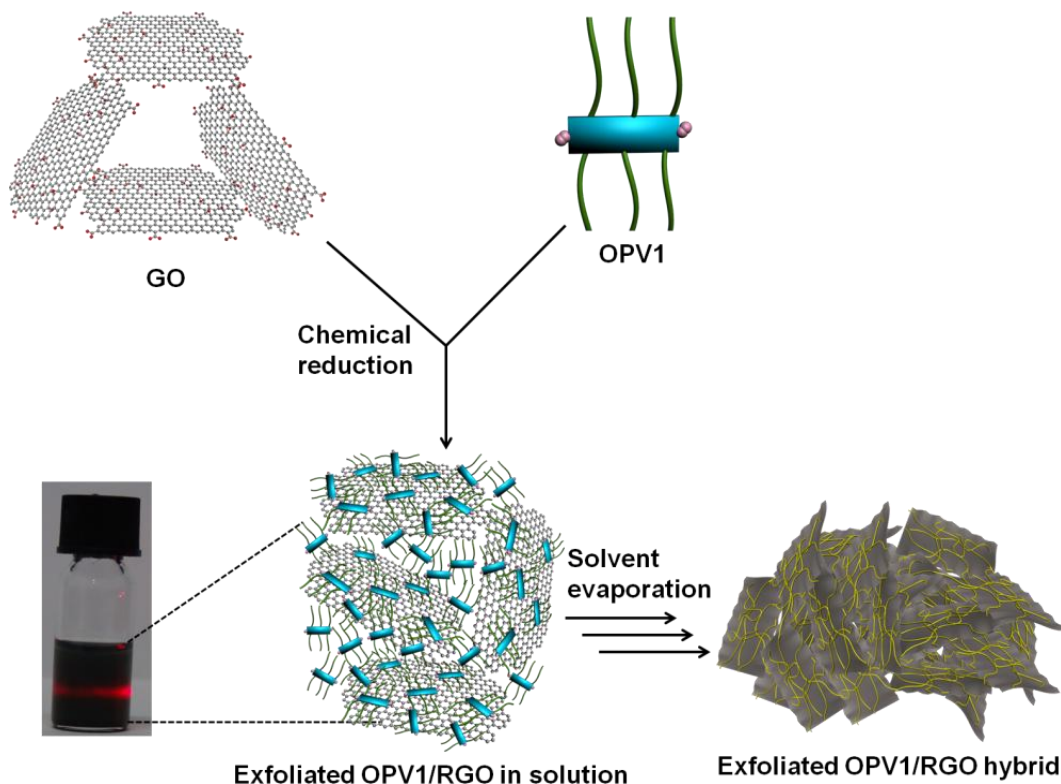 GO
OPV1
Chemical
reduction
Solvent
evaporation
Exfoliated OPV1/RGO in solution
Exfoliated OPV1/RGO hybrid